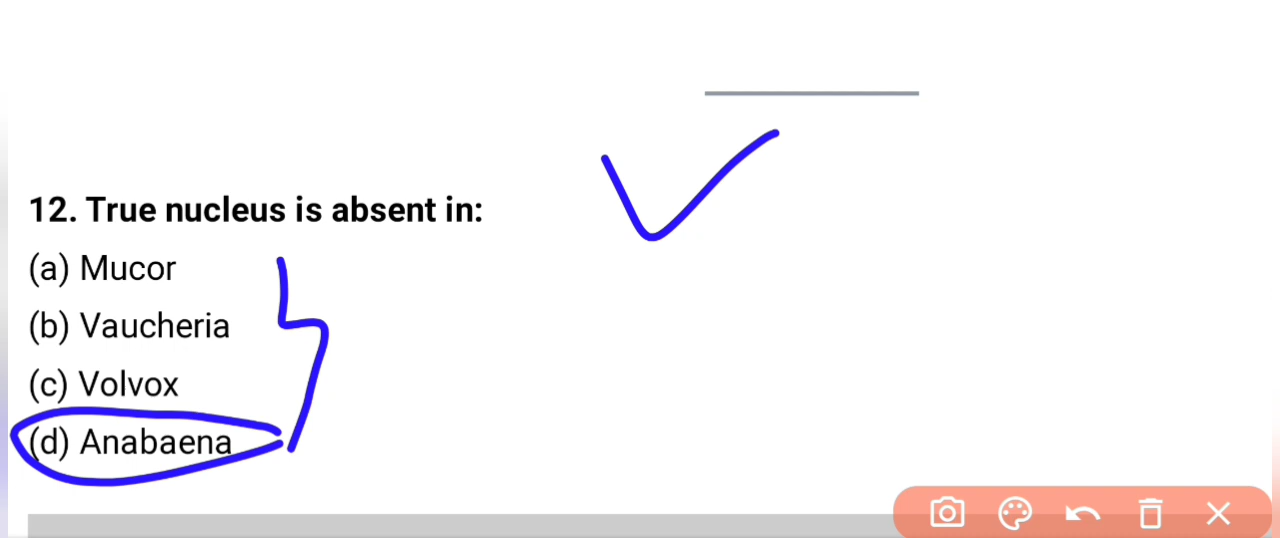 12. True nucleus is absent in:
(a) Mucor
(b) Vaucheria
(c) Volvox
(d) Anabaena